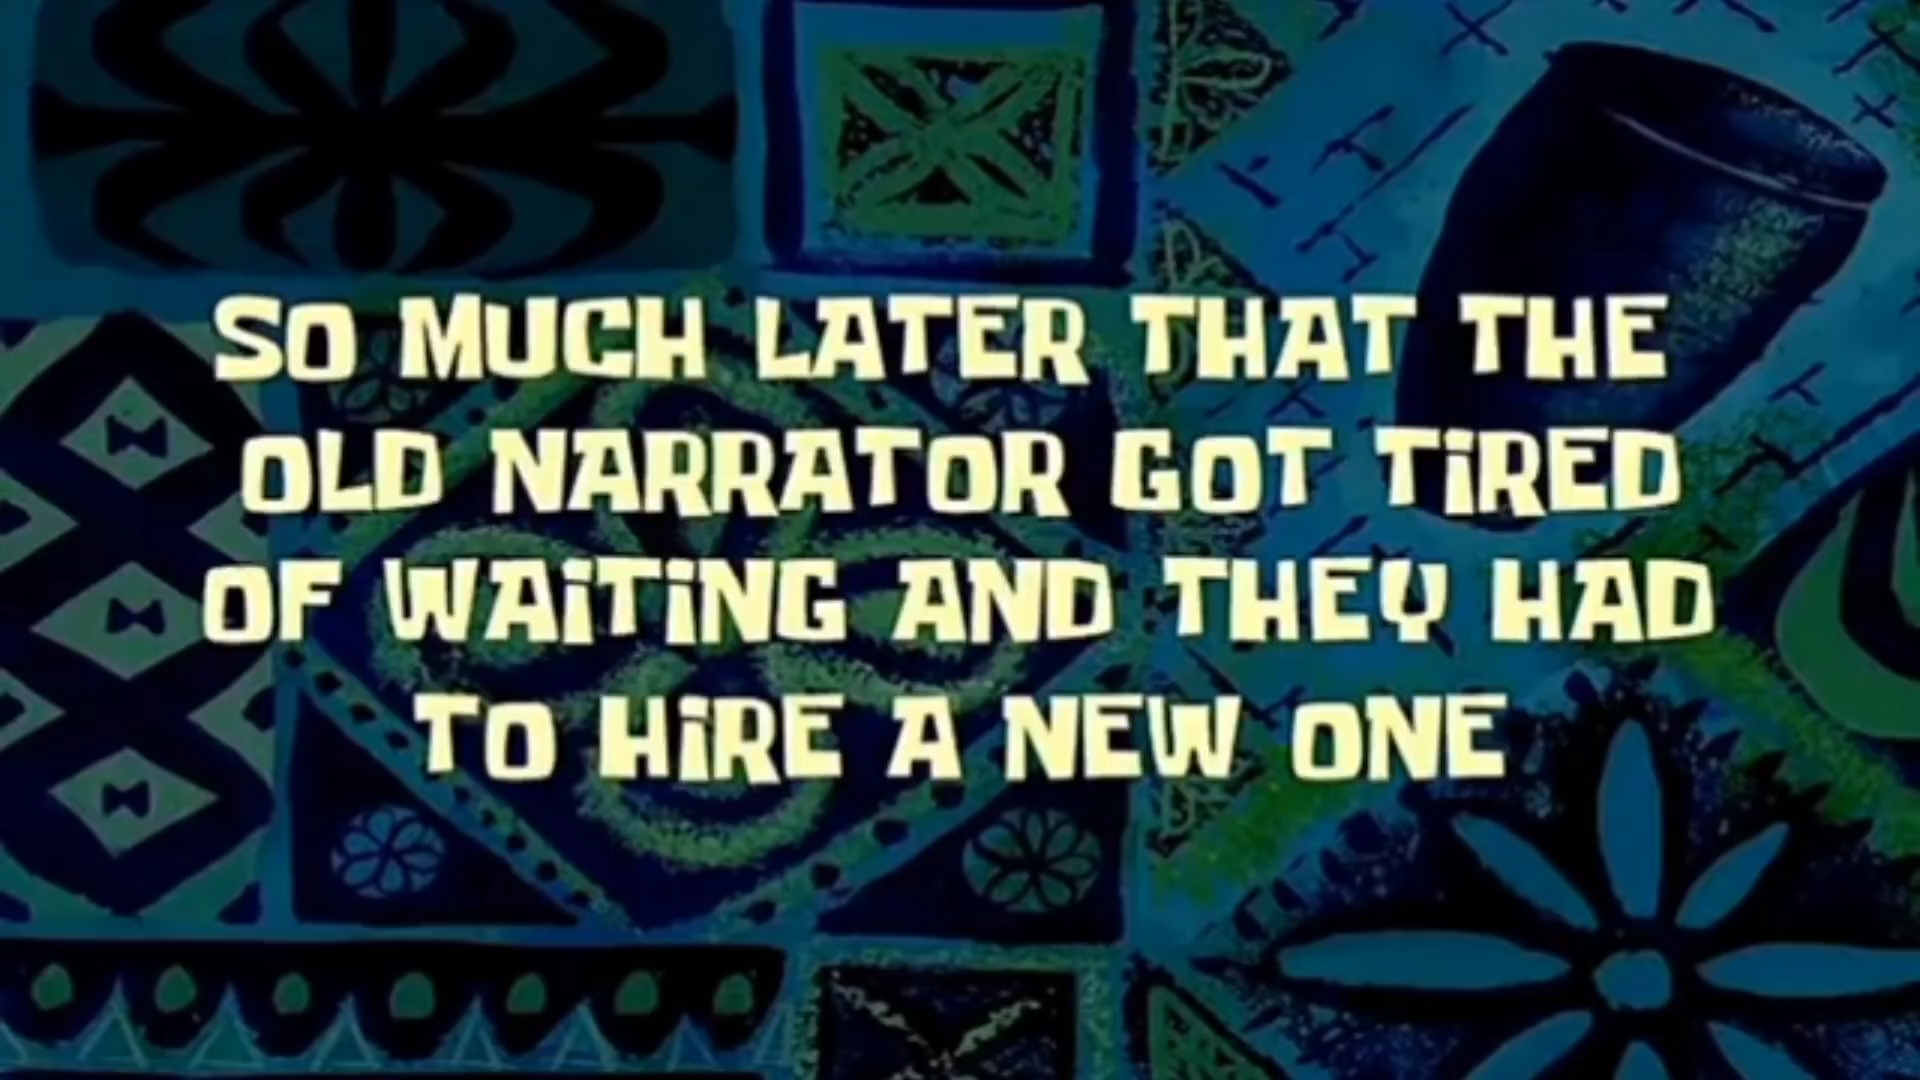 SO MUCH LATER THAT THE
OLD NARRATOR GOT TiRED
OF WAiTiNG AND THEY HAD
TO HiRE A NEW ONE